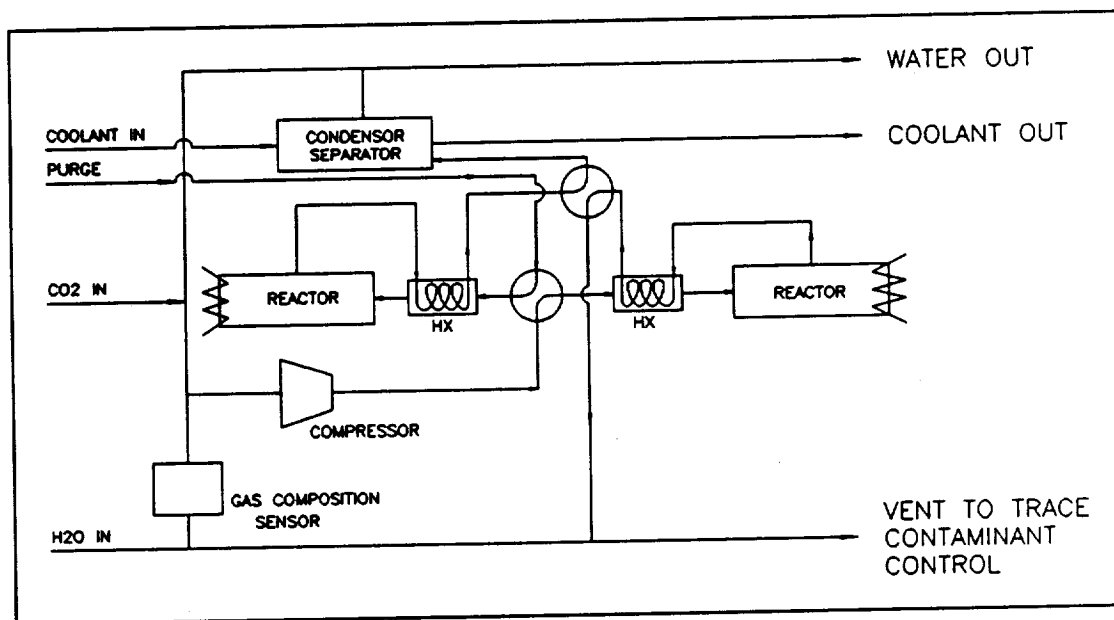 WATER OUT
COOLANT IN
CONDENSOR
SEPARATOR
COOLANT OUT
PURGE
CO2 IN
REACTOR
HX
HX
REACTOR
COMPRESSOR
GAS COMPOSITION
SENSOR
H2O IN
VENT TO TRACE
CONTAMINANT
CONTROL